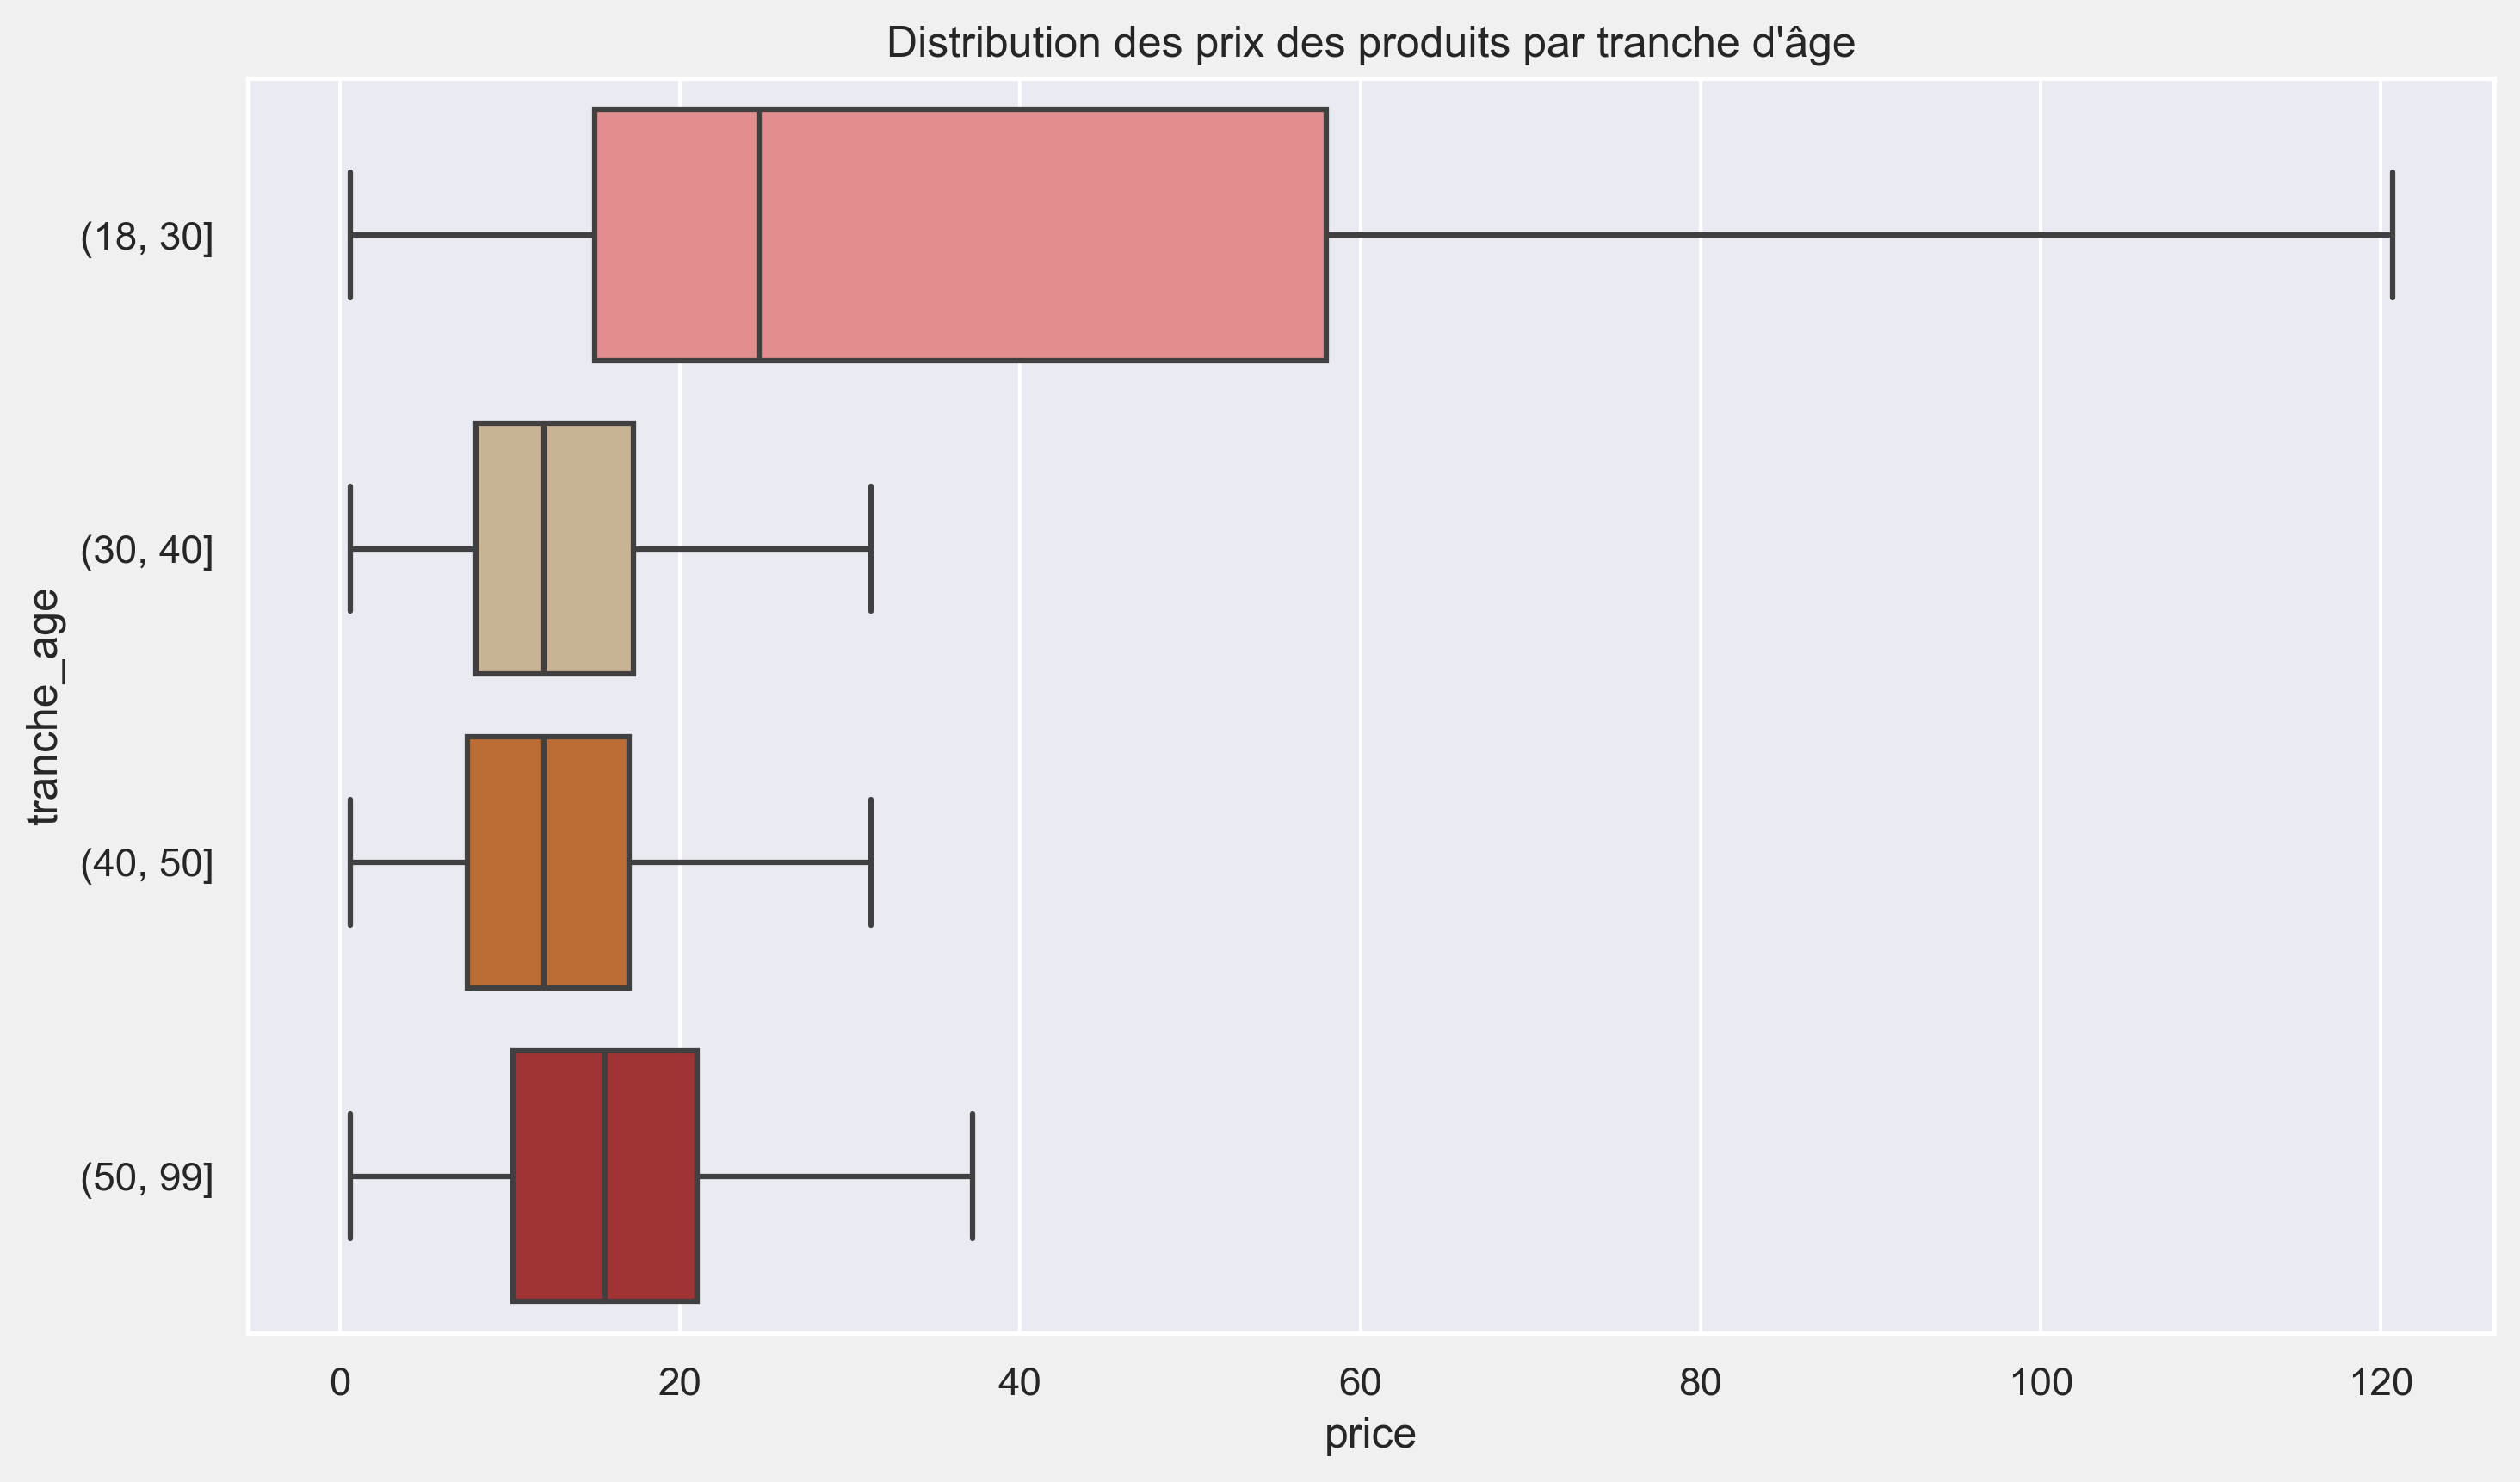 Distribution des prix des produits par tranche d'âge
(18, 30]
(30, 40]
(40, 50]
(50, 99]
tranche_age
0 20 40 60 80 100 120
price